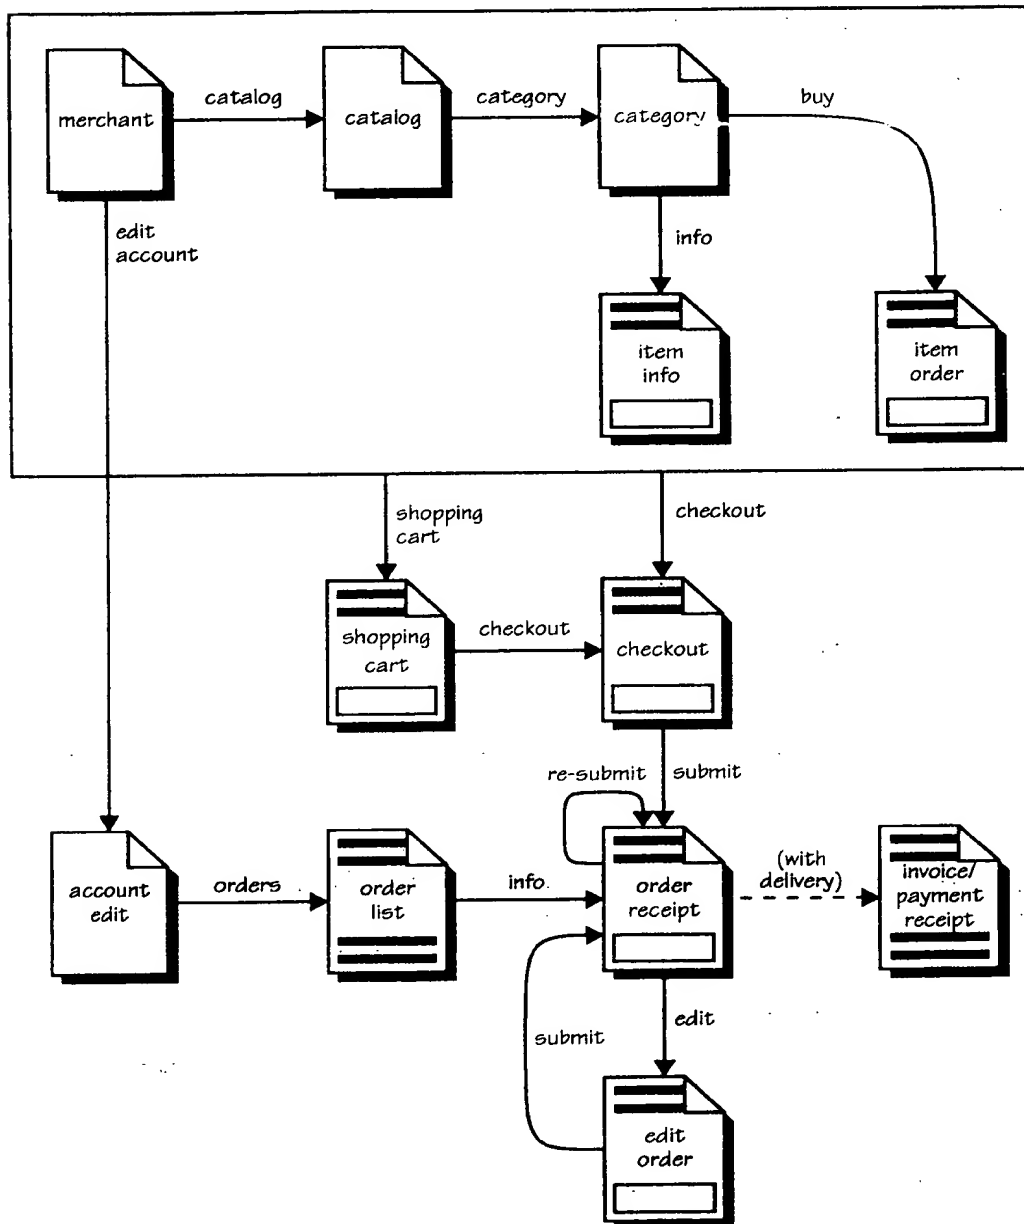 catalog
category
buy
merchant
catalog
category
edit
account
info
item
info
item
order
shopping
cart
checkout
shopping
cart
checkout
checkout
re-submit
submit
account
edit
orders
order
list
info
order
receipt
(with
delivery)
invoice/
payment
receipt
submit
edit
edit
order